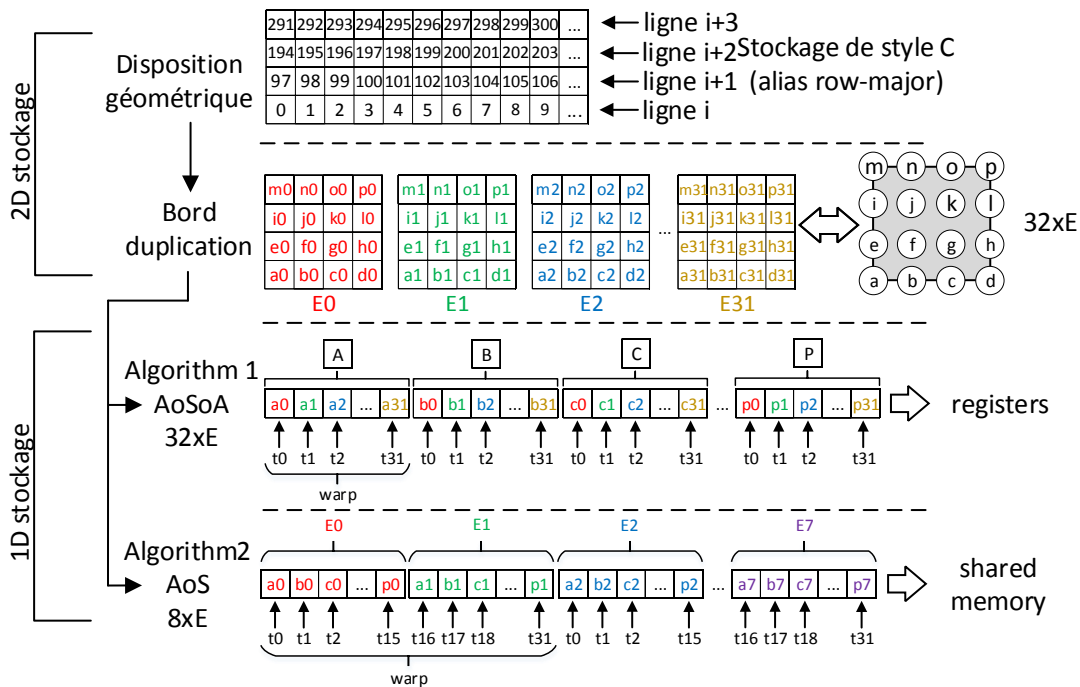 2D stockage
Disposition
géométrique
291 292 293 294 295 296 297 298 299 300 ...
194 195 196 197 198 199 200 201 202 203 ...
97 98 99 100 101 102 103 104 105 106 ...
0 1 2 3 4 5 6 7 8 9 ...
ligne i+3
ligne i+2
ligne i+1
ligne i
Stockage de style C
(alias row-major)
Bord
duplication
m0 n0 o0 p0
i0 j0 k0 l0
e0 f0 g0 h0
a0 b0 c0 d0
E0
m1 n1 o1 p1
i1 j1 k1 l1
e1 f1 g1 h1
a1 b1 c1 d1
E1
m2 n2 o2 p2
i2 j2 k2 l2
e2 f2 g2 h2
a2 b2 c2 d2
E2
...
m31 n31 o31 p31
i31 j31 k31 l31
e31 f31 g31 h31
a31 b31 c31 d31
E31
m n o p
i j k l
e f g h
a b c d
32xE
1D stockage
Algorithm 1
AoSoA
32xE
A B C P
a0 a1 a2 ... a31 b0 b1 b2 ... b31 c0 c1 c2 ... c31 ... p0 p1 p2 ... p31
t0 t1 t2 t31 t0 t1 t2 t31 t0 t1 t2 t31 t0 t1 t2 t31
warp
registers
Algorithm2
AoS
8xE
E0 E1 E2 E7
a0 b0 c0 ... p0 a1 b1 c1 ... p1 a2 b2 c2 ... p2 ... a7 b7 c7 ... p7
t0 t1 t2 t15 t16 t17 t18 t31 t0 t1 t2 t15 t16 t17 t18 t31
warp
shared
memory